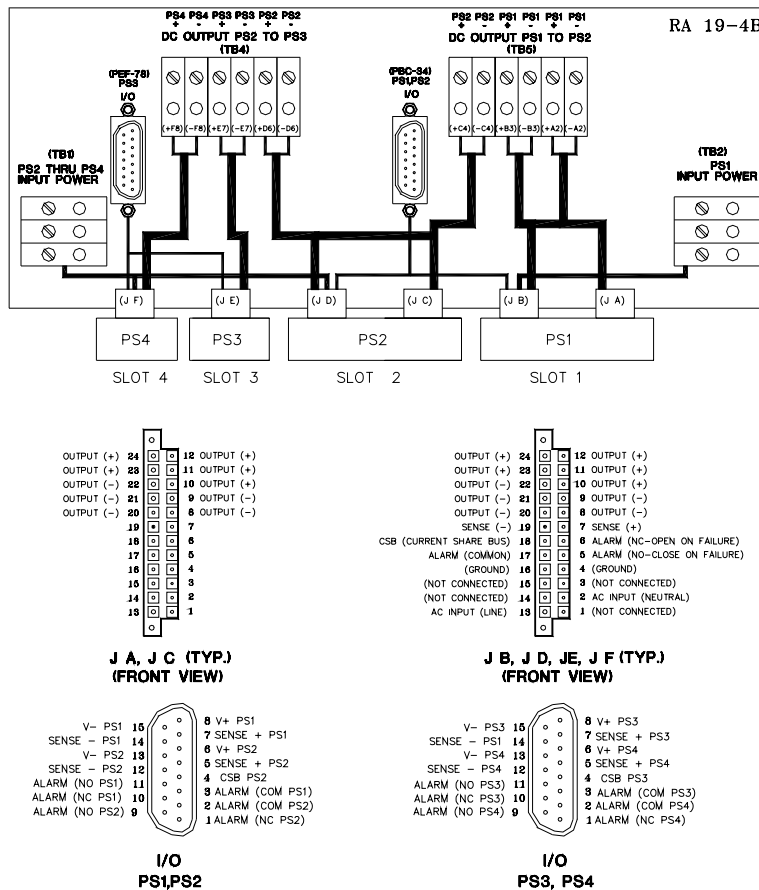 PS4 PS4 PS3 PS3 PS2 PS2
+ - + - + -
DC OUTPUT PS2 TO PS3
(TB4)
PS2 PS2 PS1 PS1 PS1 PS1
+ - + - + -
DC OUTPUT PS1 TO PS2
(TB5)
RA 19-4B
(PEF-78)
PS3
I/O
(PBC-34)
PS1,PS2
I/O
(+F8) (-F8) (+E7) (-E7) (+D6) (-D6)
(+C4) (-C4) (+B3) (-B3) (+A2) (-A2)
(TB1)
PS2 THRU PS4
INPUT POWER
(TB2)
PS1
INPUT POWER
(J F) (J E) (J D) (J C) (J B) (J A)
PS4 PS3 PS2 PS1
SLOT 4 SLOT 3 SLOT 2 SLOT 1
OUTPUT (+) 24 12 OUTPUT (+)
OUTPUT (+) 23 11 OUTPUT (+)
OUTPUT (-) 22 10 OUTPUT (+)
OUTPUT (-) 21 9 OUTPUT (-)
OUTPUT (-) 20 8 OUTPUT (-)
19 7
18 6
17 5
16 4
15 3
14 2
13 1
J A, J C (TYP.)
(FRONT VIEW)
OUTPUT (+) 24 12 OUTPUT (+)
OUTPUT (+) 23 11 OUTPUT (+)
OUTPUT (-) 22 10 OUTPUT (+)
OUTPUT (-) 21 9 OUTPUT (-)
OUTPUT (-) 20 8 OUTPUT (-)
SENSE (-) 19 7 SENSE (+)
CSB (CURRENT SHARE BUS) 18 6 ALARM (NC-OPEN ON FAILURE)
ALARM (COMMON) 17 5 ALARM (NO-CLOSE ON FAILURE)
(GROUND) 16 4 (GROUND)
(NOT CONNECTED) 15 3 (NOT CONNECTED)
(NOT CONNECTED) 14 2 AC INPUT (NEUTRAL)
AC INPUT (LINE) 13 1 (NOT CONNECTED)
J B, J D, JE, J F (TYP.)
(FRONT VIEW)
V- PS1 15 8 V+ PS1
SENSE - PS1 14 7 SENSE + PS1
V- PS2 13 6 V+ PS2
SENSE - PS2 12 5 SENSE + PS2
ALARM (NO PS1) 11 4 CSB PS2
ALARM (NC PS1) 10 3 ALARM (COM PS1)
ALARM (NO PS2) 9 2 ALARM (COM PS2)
1 ALARM (NC PS2)
I/O
PS1,PS2
V- PS3 15 8 V+ PS3
SENSE - PS1 14 7 SENSE + PS3
V- PS4 13 6 V+ PS4
SENSE - PS4 12 5 SENSE + PS4
ALARM (NO PS3) 11 4 CSB PS3
ALARM (NC PS3) 10 3 ALARM (COM PS3)
ALARM (NO PS4) 9 2 ALARM (COM PS4)
1 ALARM (NC PS4)
I/O
PS3, PS4